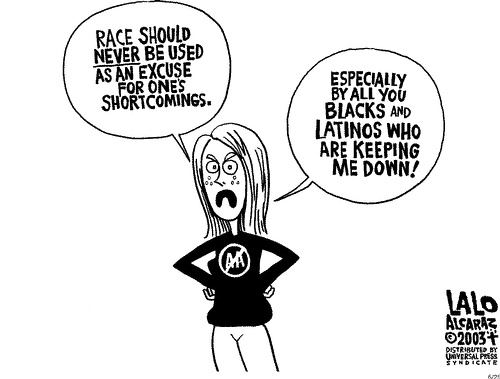 RACE SHOULD
NEVER BE USED
AS AN EXCUSE
FOR ONE'S
SHORTCOMINGS.
ESPECIALLY
BY ALL YOU
BLACKS AND
LATINOS WHO
ARE KEEPING
ME DOWN!
AA
LALO
ALCARAZ
©2003
DISTRIBUTED BY
UNIVERSAL PRESS
SYNDICATE